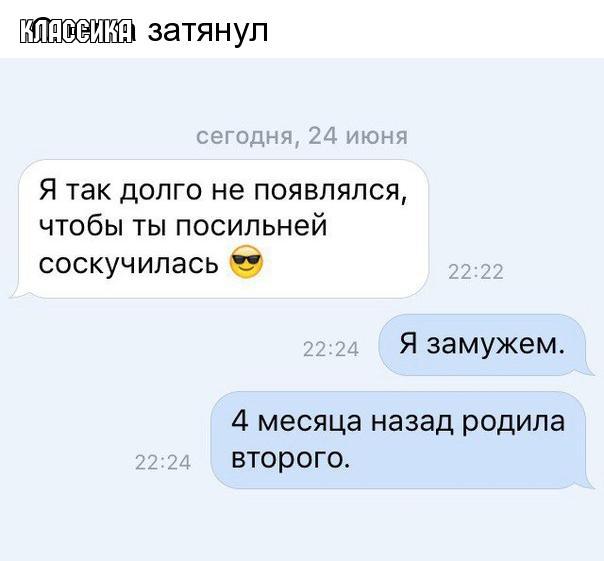 КЛАССИКА затянул
сегодня, 24 июня
Я так долго не появлялся,
чтобы ты посильней
соскучилась
22:22
22:24
Я замужем.
4 месяца назад родила
второго.
22:24